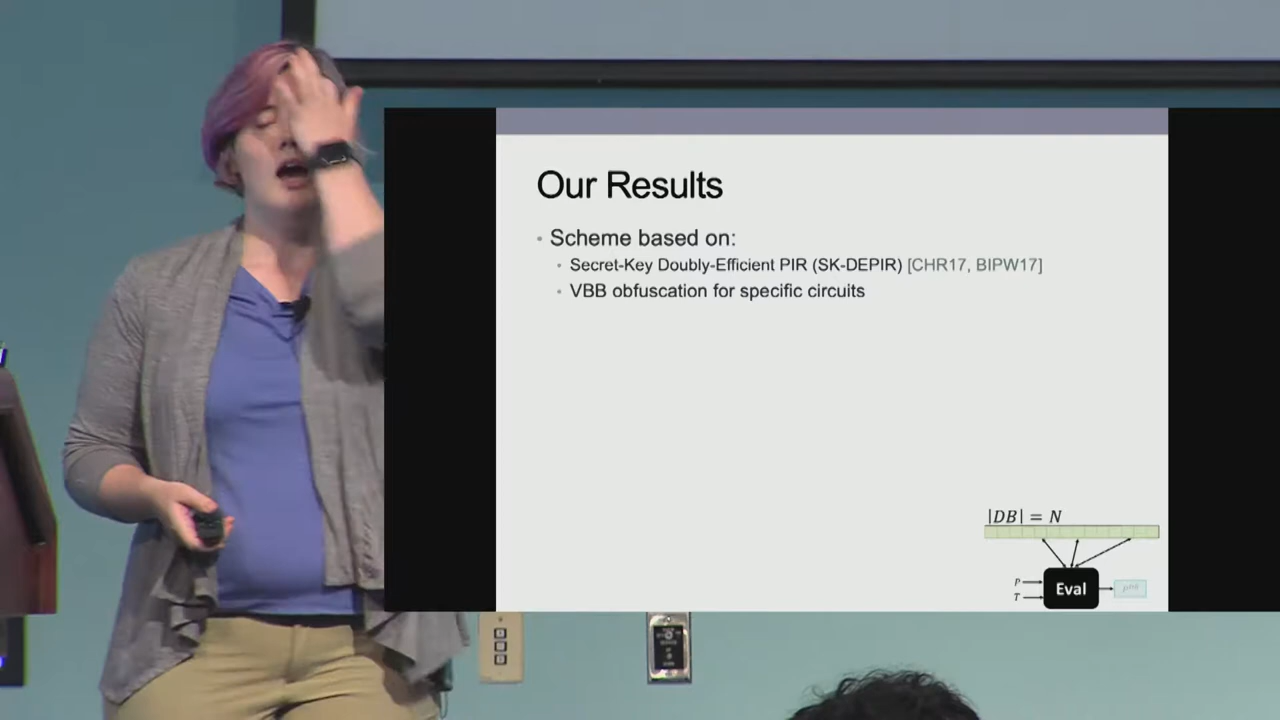 Our Results
• Scheme based on:
• Secret-Key Doubly-Efficient PIR (SK-DEPIR) [CHR17, BIPW17]
• VBB obfuscation for specific circuits
|DB| = N
P
T
Eval